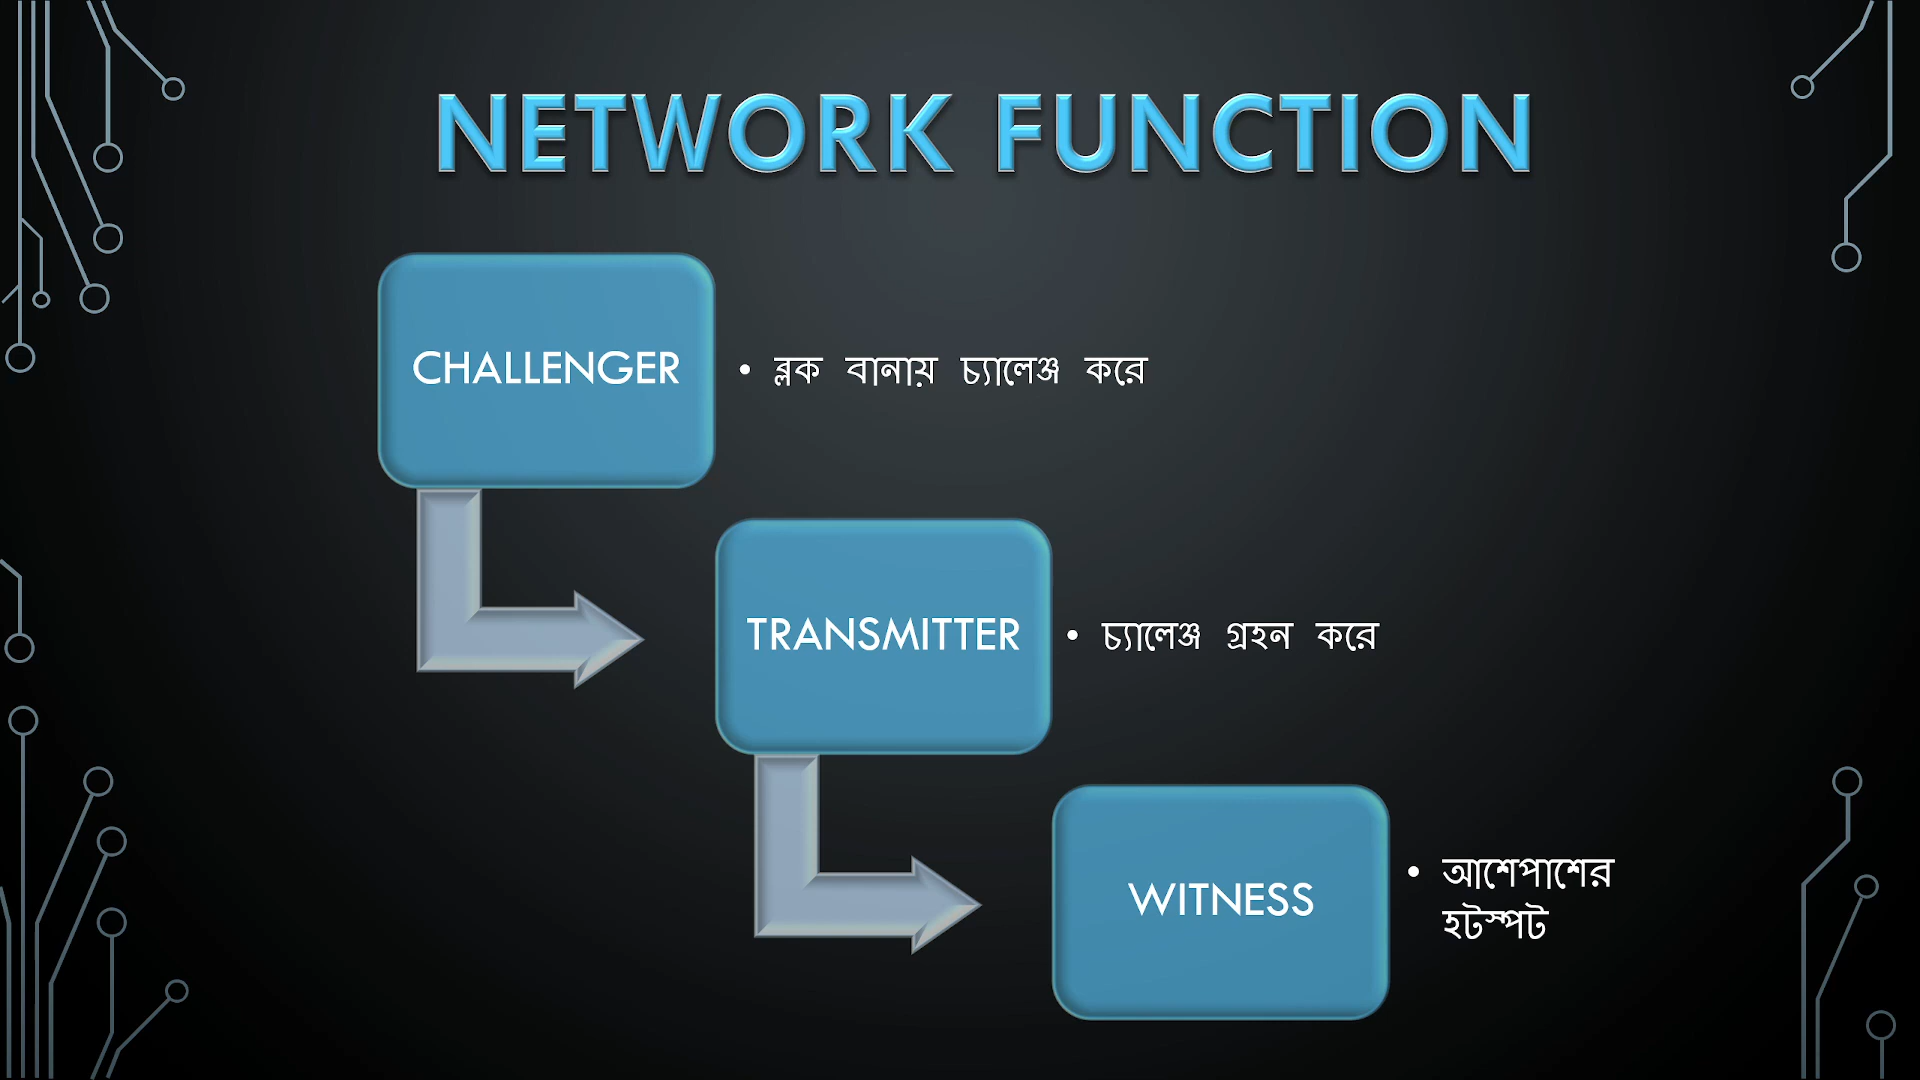 NETWORK FUNCTION
CHALLENGER
• ব্লক বানায় চ্যালেঞ্জ করে
TRANSMITTER
• চ্যালেঞ্জ গ্রহন করে
WITNESS
• আশেপাশের
হটস্পট